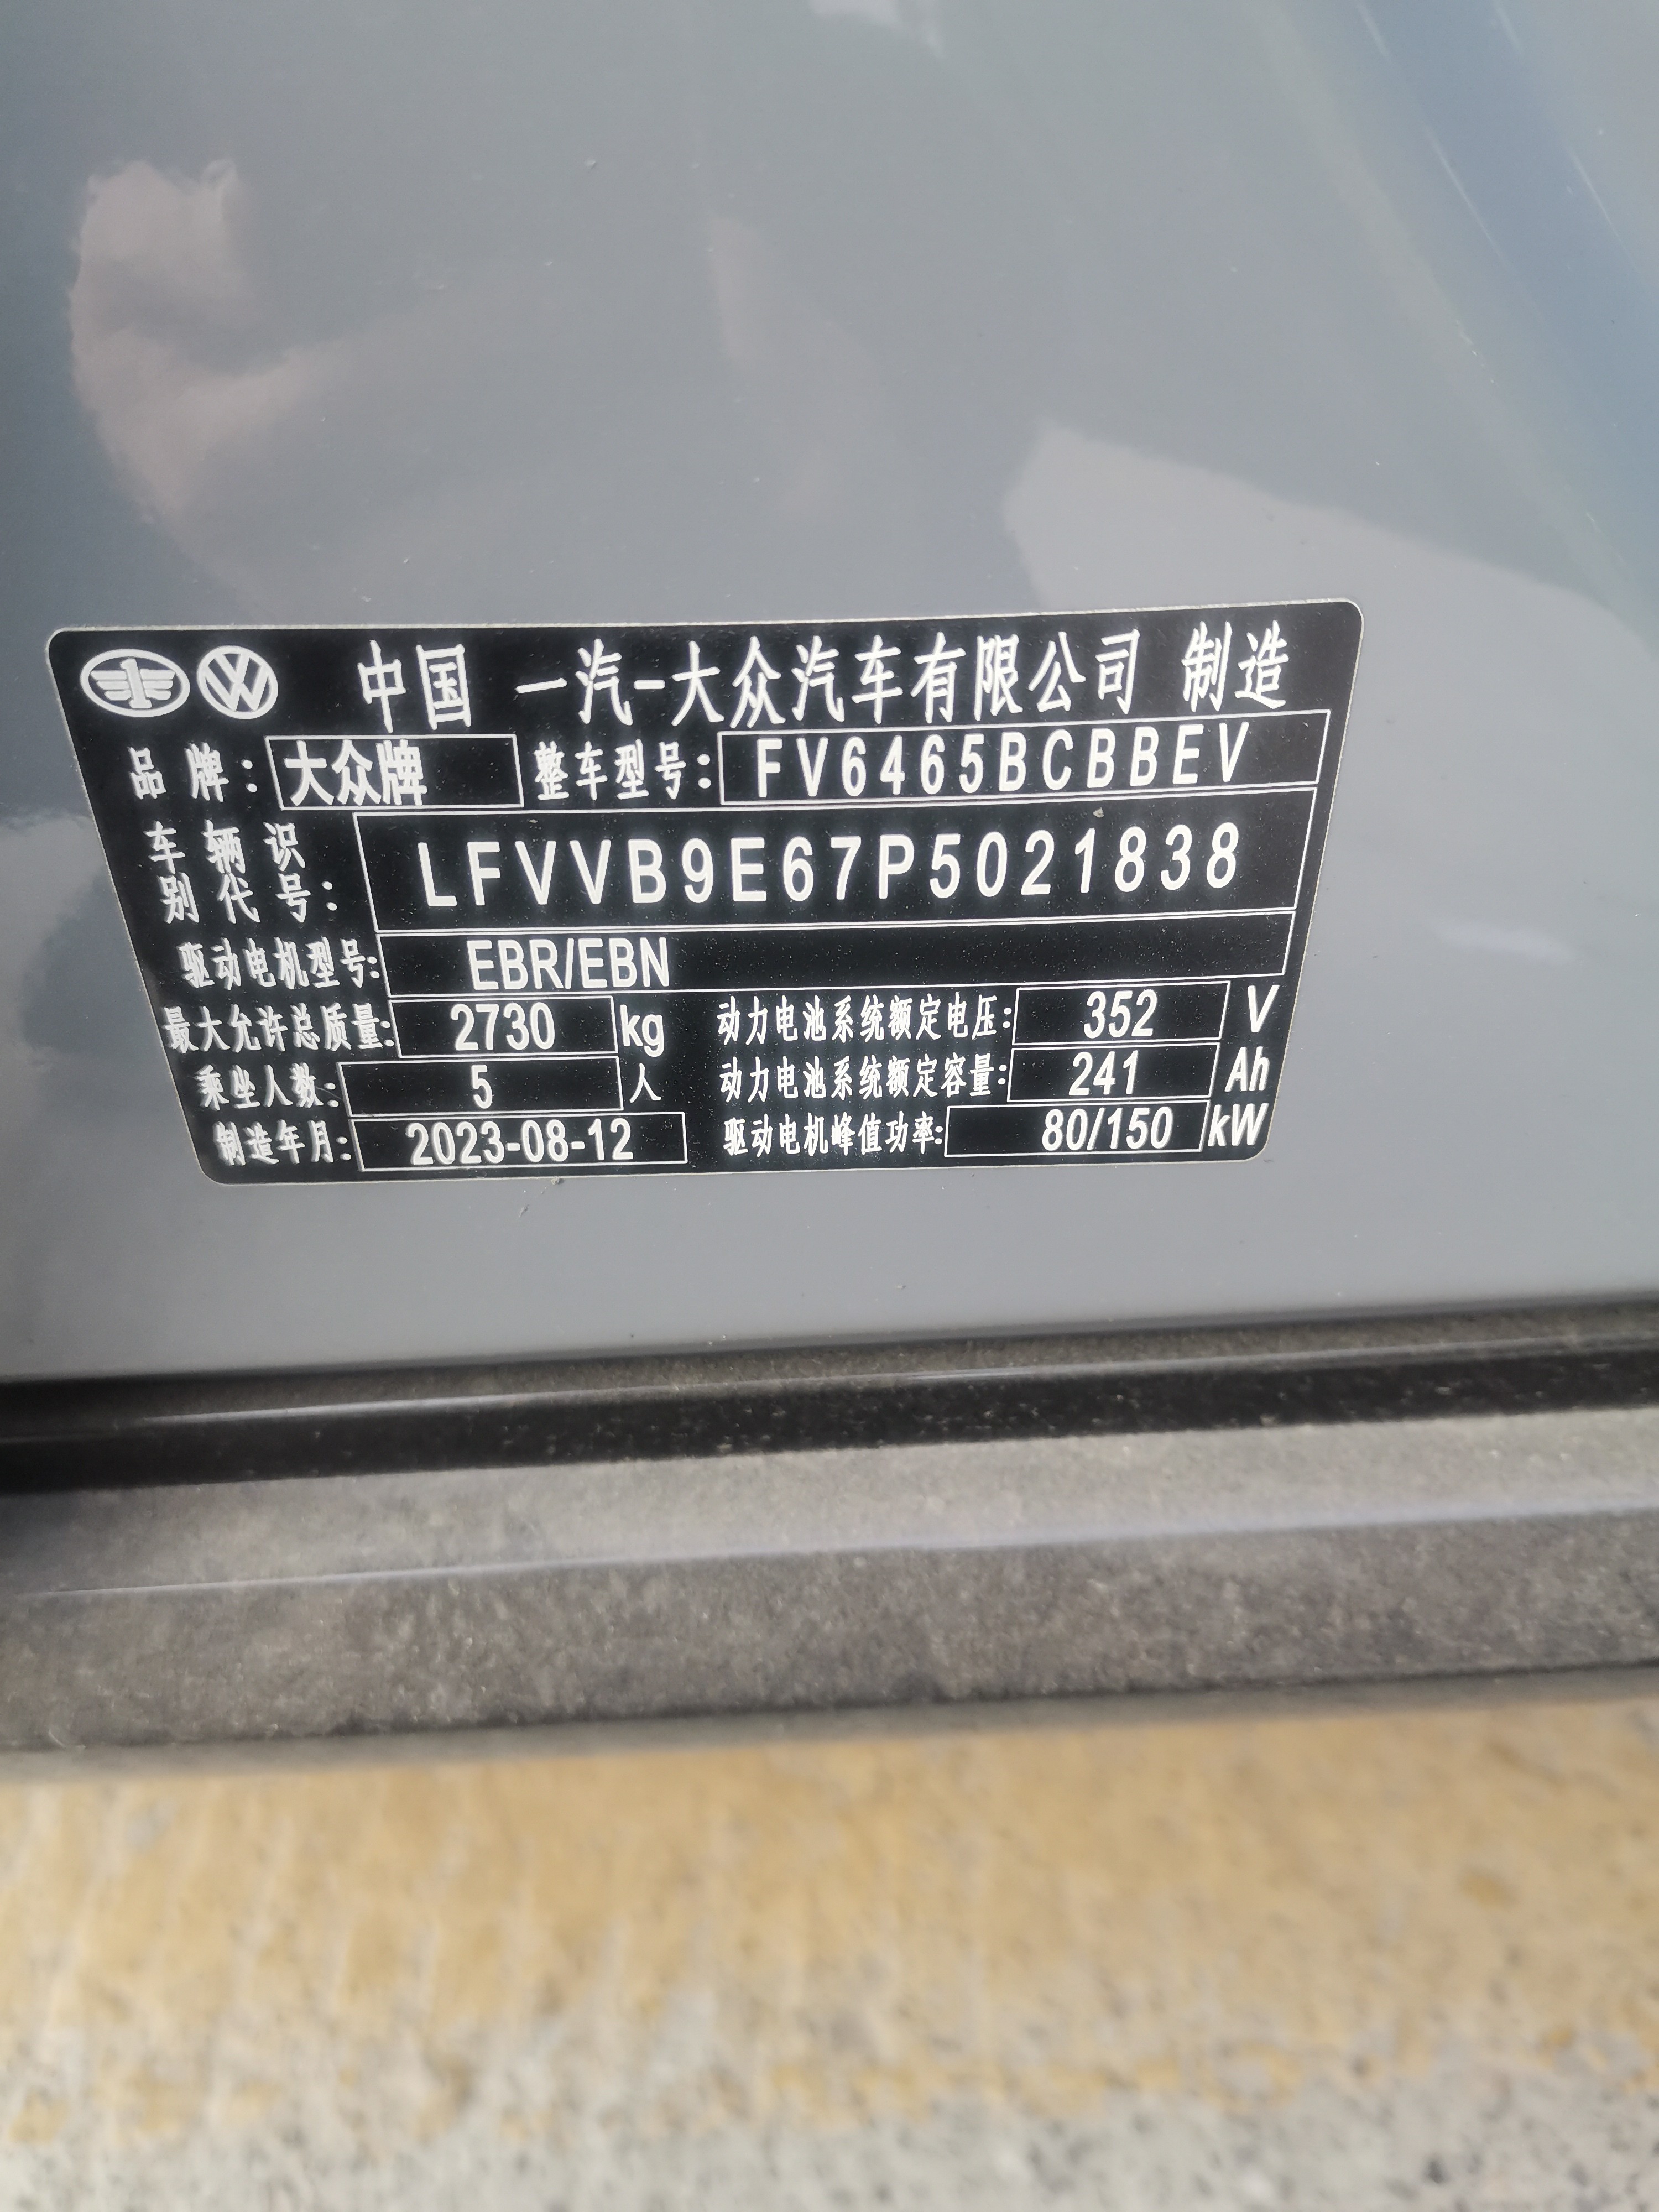 中国 一汽-大众汽车有限公司 制造
品牌: 大众牌 整车型号: FV6465BCBBEV
车辆识别代号: LFVVB9E67P5021838
驱动电机型号: EBR/EBN
最大允许总质量: 2730 kg 动力电池系统额定电压: 352 V
乘坐人数: 5 人 动力电池系统额定容量: 241 Ah
制造年月: 2023-08-12 驱动电机峰值功率: 80/150 kW